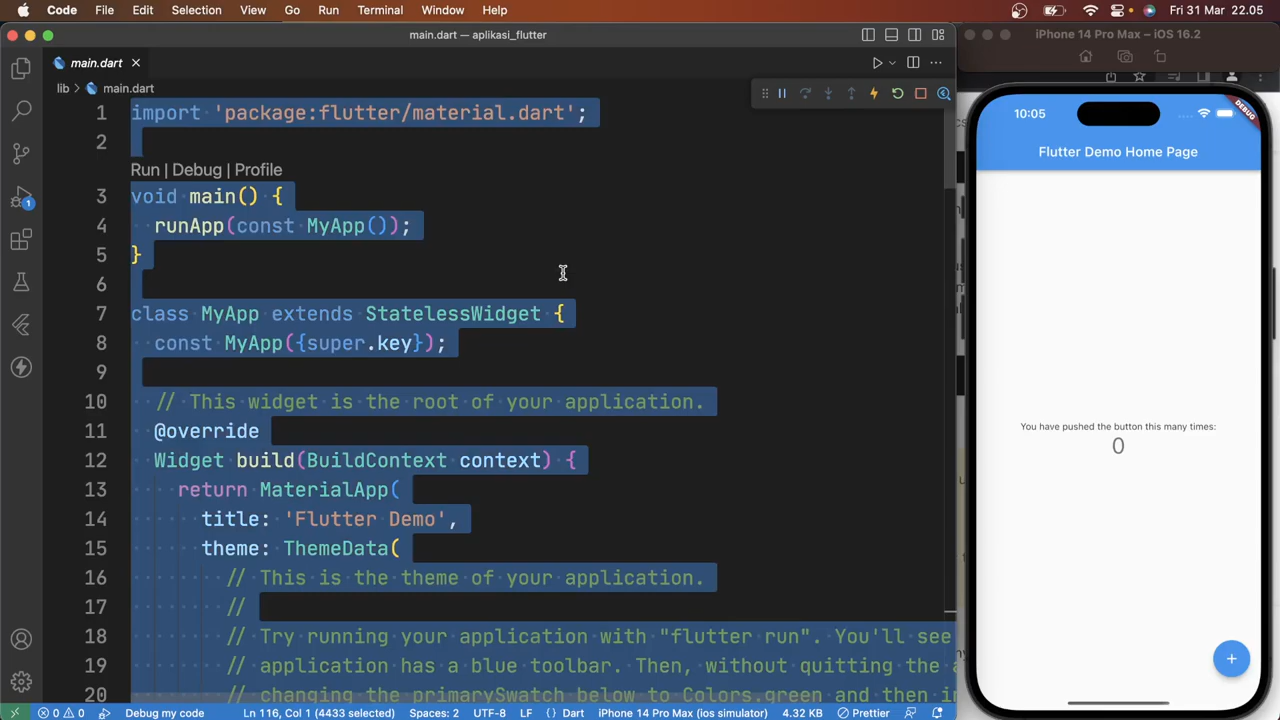 Code File Edit Selection View Go Run Terminal Window Help Fri 31 Mar 22.05
main.dart — aplikasi_flutter
main.dart
lib > main.dart
1 import 'package:flutter/material.dart';
2
Run | Debug | Profile
3 void main() {
4 runApp(const MyApp());
5 }
6
7 class MyApp extends StatelessWidget {
8 const MyApp({super.key});
9
10 // This widget is the root of your application.
11 @override
12 Widget build(BuildContext context) {
13 return MaterialApp(
14 title: 'Flutter Demo',
15 theme: ThemeData(
16 // This is the theme of your application.
17 //
18 // Try running your application with "flutter run". You'll see
19 // application has a blue toolbar. Then, without quitting the
20 // changing the primarySwatch below to Colors.green and then
1
0 0 Debug my code Ln 116, Col 1 (4433 selected) Spaces: 2 UTF-8 LF {} Dart iPhone 14 Pro Max (ios simulator) 4.32 KB Prettier
iPhone 14 Pro Max – iOS 16.2
10:05
DEBUG
Flutter Demo Home Page
You have pushed the button this many times:
0
+